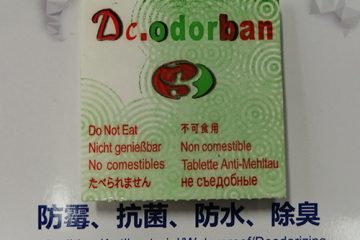 Dc.odorban
Do Not Eat 不可食用
Nicht genießbar Non comestible
No comestibles Tablette Anti-Mehltau
たべられません не съедобные
防霉、抗菌、防水、除臭